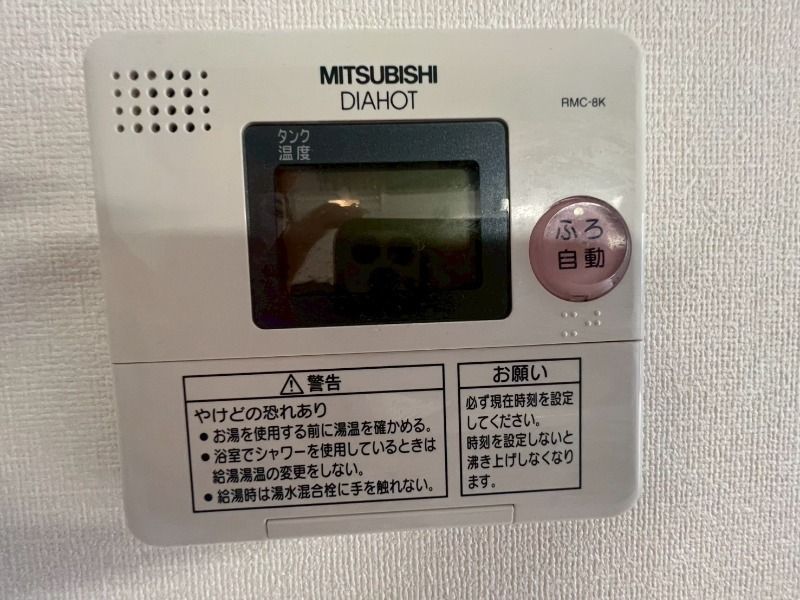 MITSUBISHI
DIAHOT
RMC-8K
タンク
温度
ふろ
自動
⚠警告
やけどの恐れあり
●お湯を使用する前に湯温を確かめる。
●浴室でシャワーを使用しているときは
給湯湯温の変更をしない。
●給湯時は湯水混合栓に手を触れない。
お願い
必ず現在時刻を設定
してください。
時刻を設定しないと
沸き上げしなくなり
ます。